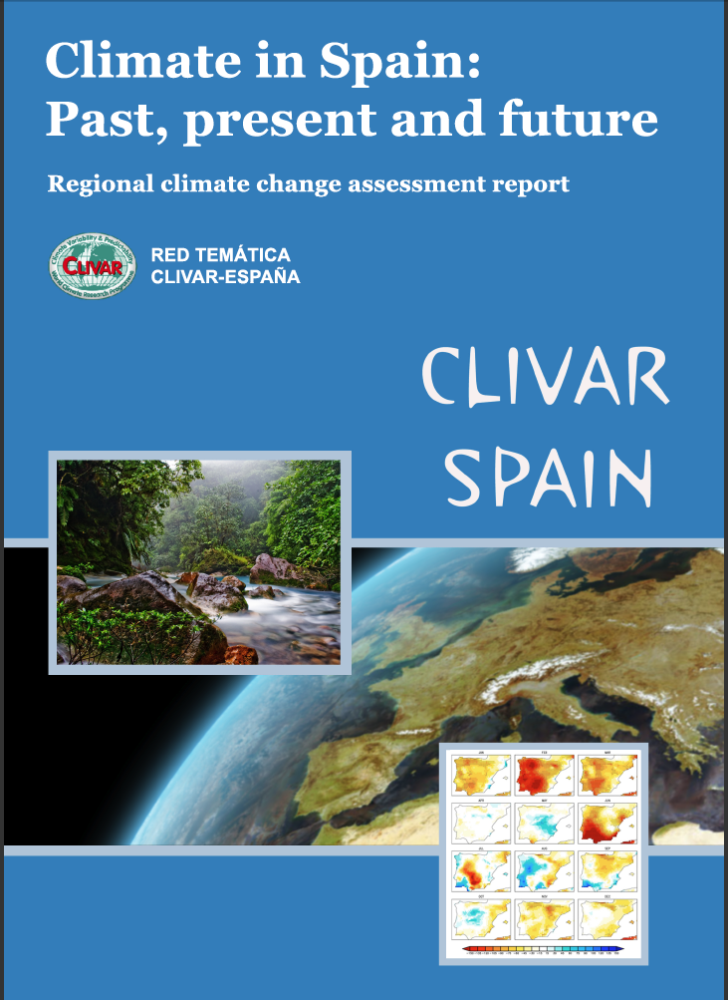 Climate in Spain:
Past, present and future
Regional climate change assessment report
Climate Variability & Predictability
CLIVAR
World Climate Research Programme
RED TEMÁTICA
CLIVAR-ESPAÑA
CLIVAR
SPAIN
JAN FEB MAR
APR MAY JUN
JUL AUG SEP
OCT NOV DEC